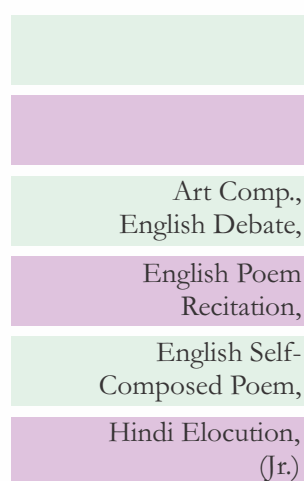 Art Comp.,
English Debate,
English Poem
Recitation,
English Self-
Composed Poem,
Hindi Elocution,
(Jr.)